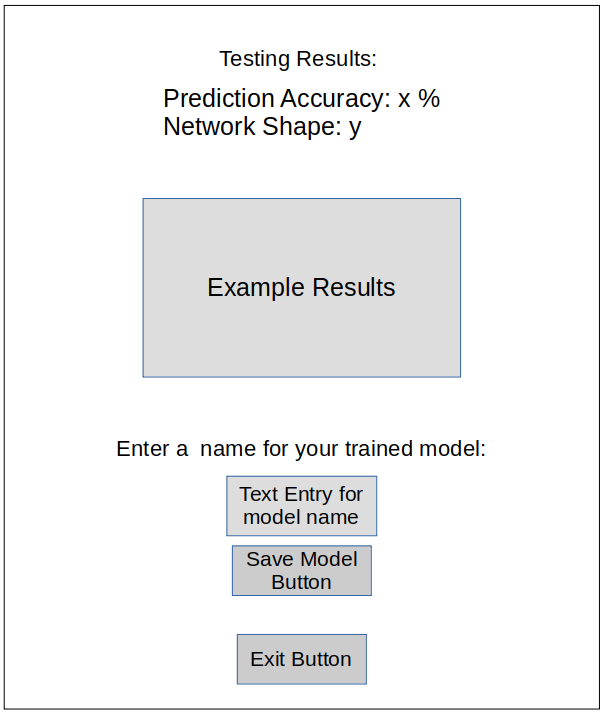 Testing Results:
Prediction Accuracy: x %
Network Shape: y
Example Results
Enter a  name for your trained model:
Text Entry for
model name
Save Model
Button
Exit Button